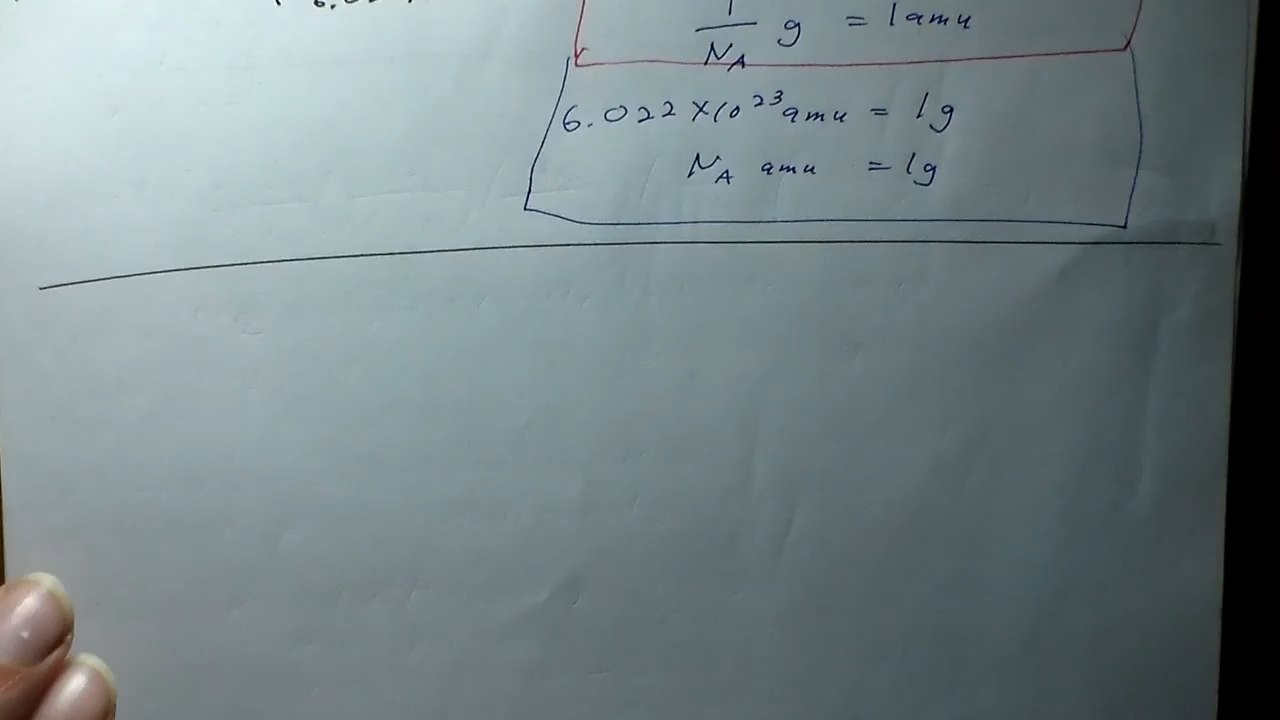 1/N_A g = 1amu
6.022 × 10^23 amu = 1g
N_A amu = 1g